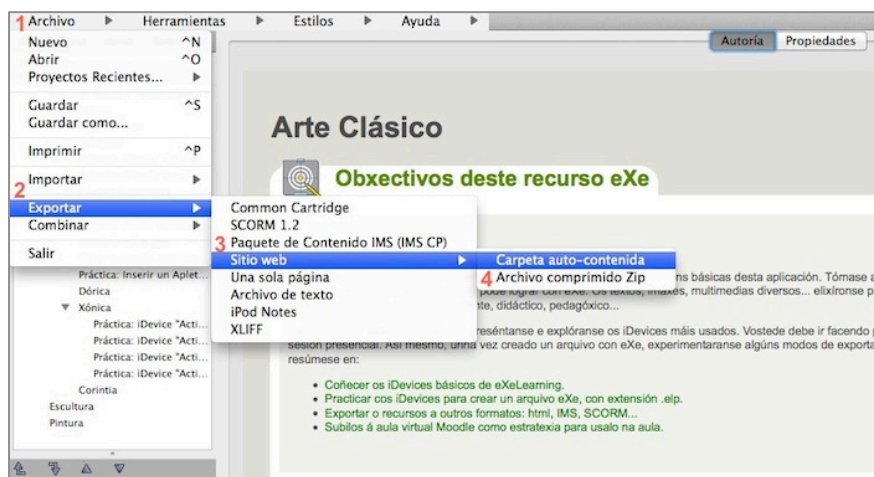 1 Archivo Herramientas Estilos Ayuda
Nuevo ^N
Abrir ^O
Proyectos Recientes...
Guardar ^S
Guardar como...
Imprimir ^P
Importar
2
Exportar
Combinar
Salir
Common Cartridge
SCORM 1.2
3 Paquete de Contenido IMS (IMS CP)
Sitio web
Una sola página
Archivo de texto
iPod Notes
XLIFF
Carpeta auto-contenida
4 Archivo comprimido Zip
Práctica: Inserir un Aplet...
Dórica
Xónica
Práctica: iDevice "Acti...
Práctica: iDevice "Acti...
Práctica: iDevice "Acti...
Práctica: iDevice "Acti...
Corintia
Escultura
Pintura
Autoría Propiedades
Arte Clásico
Obxectivos deste recurso eXe
ns básicas desta aplicación. Tómase a
pode lograr con eXe. Os textos, imaxes, multimedias diversos... elixíronse p
nte, didáctico, pedagóxico...
reséntanse e explóranse os iDevices máis usados. Vostede debe ir facendo p
sesión presencial. Así mesmo, unha vez creado un arquivo con eXe, experimentaranse algúns modos de exporta
resúmese en:
Coñecer os iDevices básicos de eXeLearning.
Practicar cos iDevices para crear un arquivo eXe, con extensión .elp.
Exportar o recursos a outros formatos: html, IMS, SCORM...
Subilos á aula virtual Moodle como estratexia para usalo na aula.